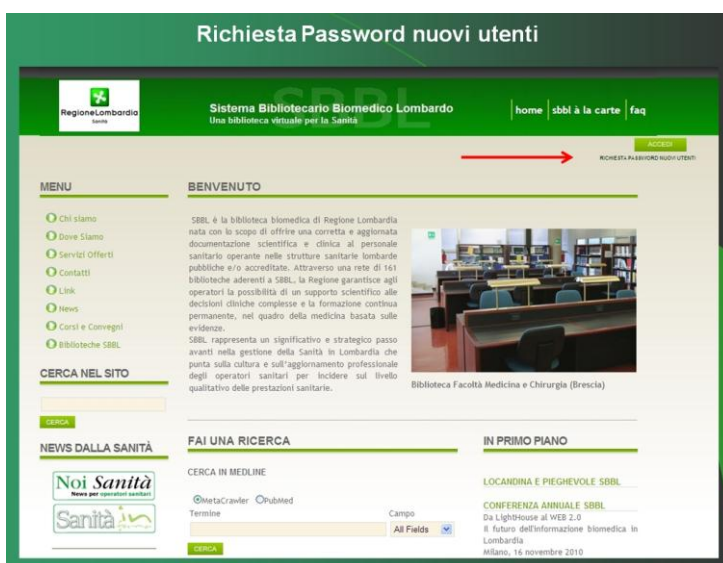 Richiesta Password nuovi utenti
RegioneLombardia
Sanità
SBBL
Sistema Bibliotecario Biomedico Lombardo
Una biblioteca virtuale per la Sanità
home sbbl à la carte faq
ACCEDI
RICHIESTA PASSWORD NUOVI UTENTI
MENU
Chi siamo
Dove Siamo
Servizi Offerti
Contatti
Link
News
Corsi e Convegni
Biblioteche SBBL
CERCA NEL SITO
CERCA
NEWS DALLA SANITÀ
Noi Sanità
News per operatori sanitari
Sanità
BENVENUTO
SBBL è la biblioteca biomedica di Regione Lombardia
nata con lo scopo di offrire una corretta e aggiornata
documentazione scientifica e clinica al personale
sanitario operante nelle strutture sanitarie lombarde
pubbliche e/o accreditate. Attraverso una rete di 161
biblioteche aderenti a SBBL, la Regione garantisce agli
operatori la possibilità di un supporto scientifico alle
decisioni cliniche complesse e la formazione continua
permanente, nel quadro della medicina basata sulle
evidenze.
SBBL rappresenta un significativo e strategico passo
avanti nella gestione della Sanità in Lombardia che
punta sulla cultura e sull'aggiornamento professionale
degli operatori sanitari per incidere sul livello
qualitativo delle prestazioni sanitarie.
Biblioteca Facoltà Medicina e Chirurgia (Brescia)
FAI UNA RICERCA
CERCA IN MEDLINE
MetaCrawler PubMed
Termine Campo
All Fields
CERCA
IN PRIMO PIANO
LOCANDINA E PIEGHEVOLE SBBL
CONFERENZA ANNUALE SBBL
Da LightHouse al WEB 2.0
Il futuro dell'informazione biomedica in
Lombardia
Milano, 16 novembre 2010